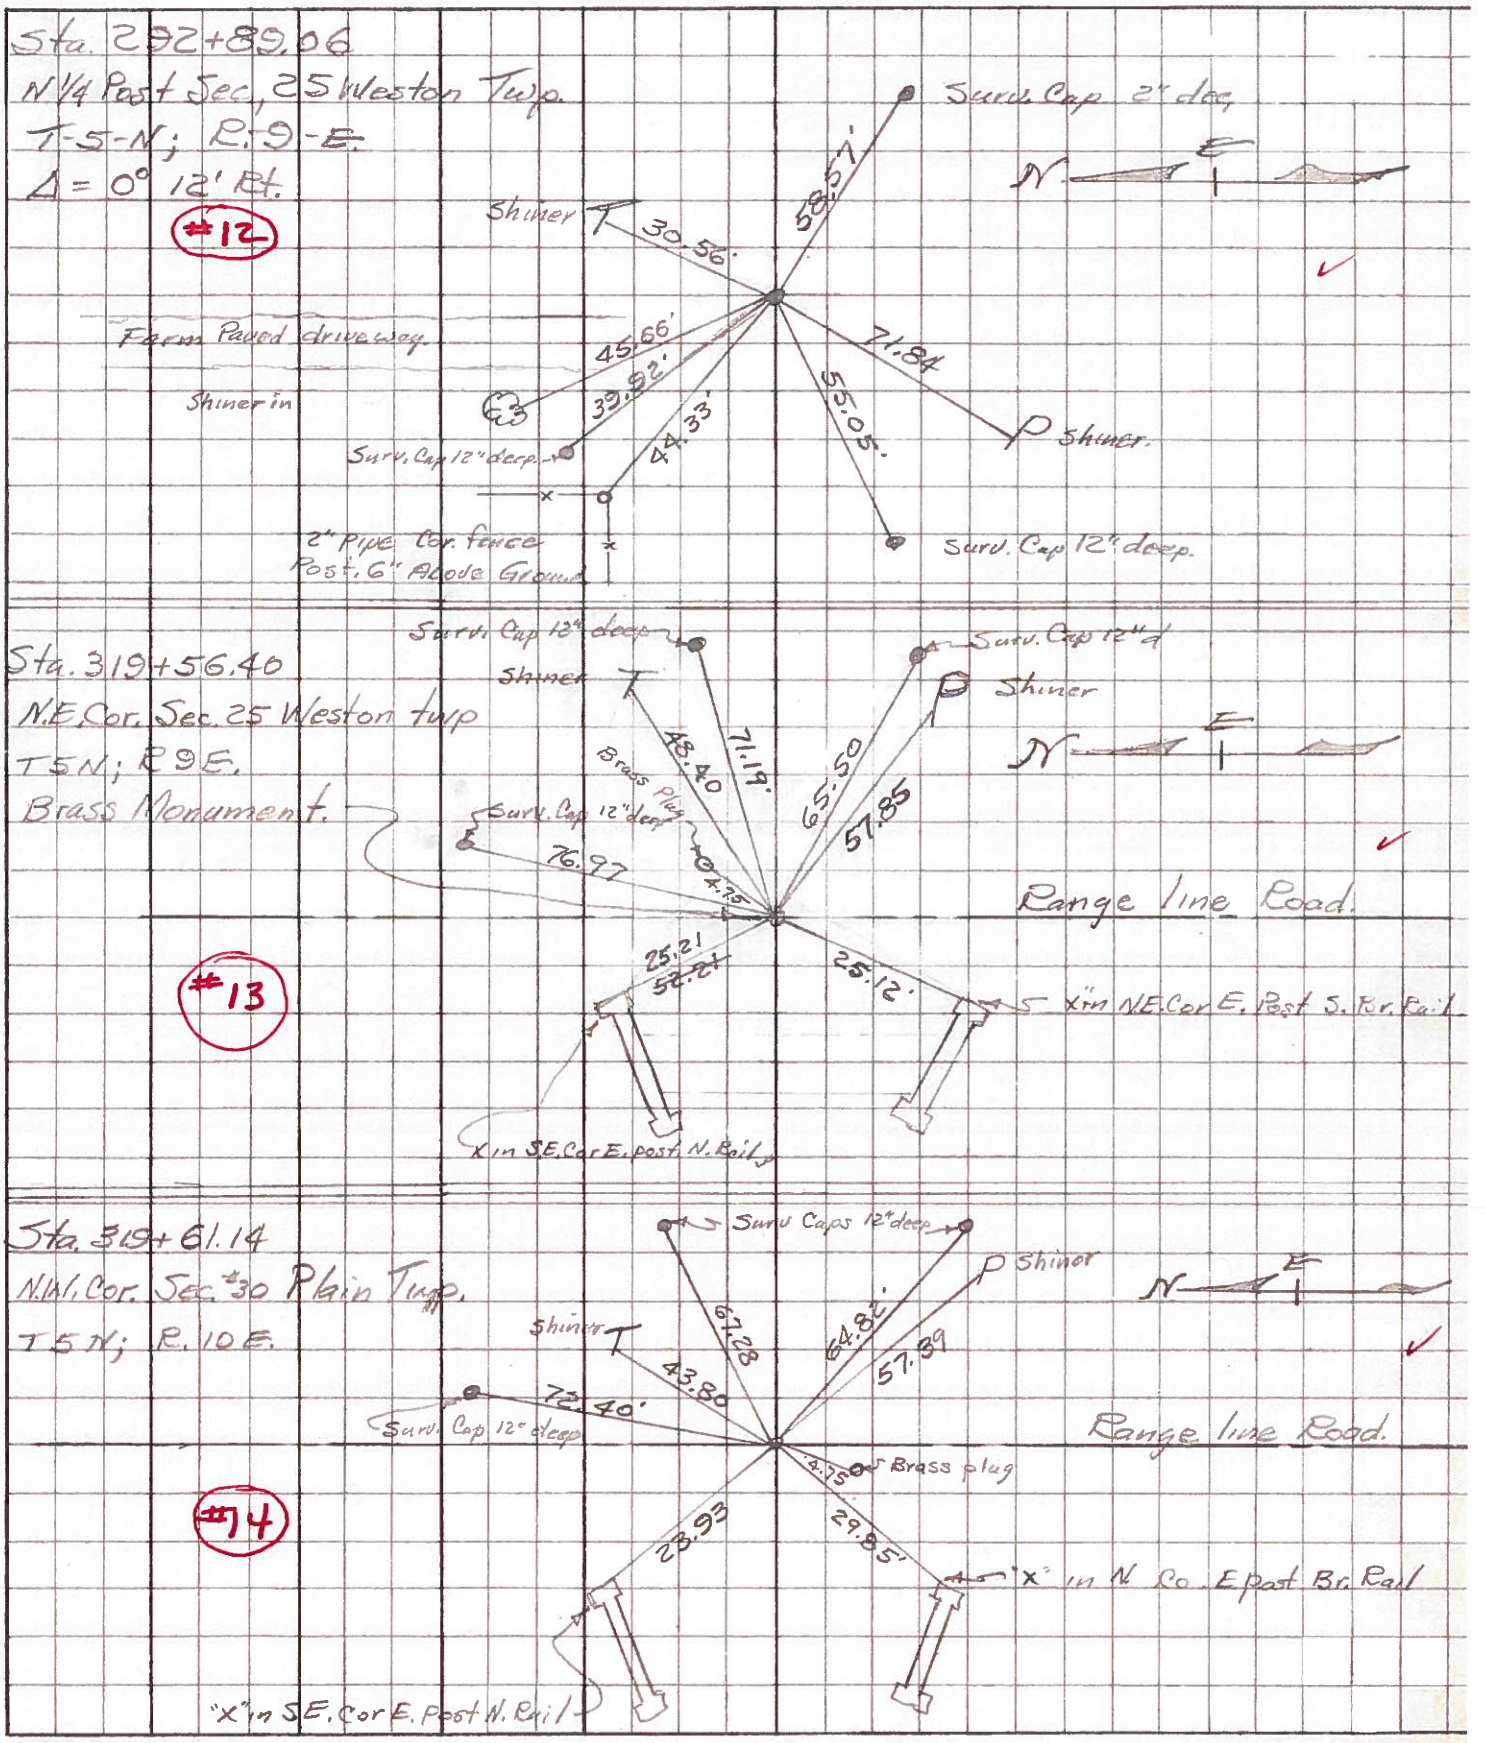 Sta. 292+89.06
N 1/4 Post Sec, 25 Weston Twp.
T-5-N; R-9-E.
Δ = 0° 12' Rt.
#12
Surv. Cap 2" dee,
58.57'
N E
Shiner T
30.56'
Farm Paved driveway.
45.66'
71.84
Shiner in
39.92'
55.05'
44.33'
P Shiner.
Surv. Cap 12" deep.
x
2" Pipe Cor. fence
x
Post. 6" Above Ground
Surv. Cap 12" deep.
Surv. Cap 12" deep
Surv. Cap 12" d
Sta. 319+56.40
Shiner T
P Shiner
N.E. Cor. Sec. 25 Weston twp
T5N; R9E.
N E
48.40
71.19'
65.50
57.85
Brass Plug
Brass Monument.
Surv. Cap 12" deep
76.97
4.75
Range line Road.
25.21
52.21
25.12'
#13
"x" in N.E. Cor E. Post S. Br. Rail
x in S.E. Cor E. post N. Rail
Sta. 319+61.14
Surv Caps 12" deep
N.W. Cor. Sec. #30 Plain Twp.
P Shiner
N E
T5N; R. 10 E.
Shiner T
67.28
64.82'
57.39
43.80
72.40'
Surv. Cap 12" deep
Range line Road.
4.75'
Brass plug
#14
23.93
29.85'
"X" in N Co. E post Br. Rail
"X" in S.E. Cor E. Post N. Rail